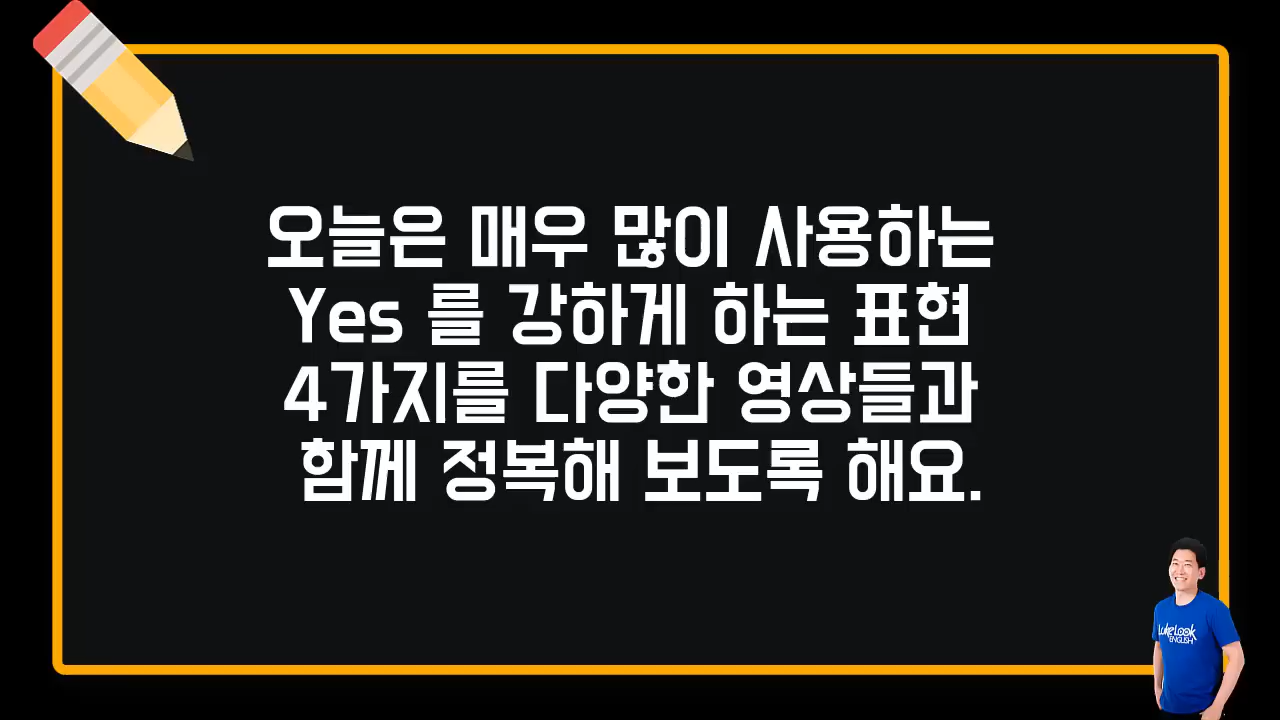 오늘은 매우 많이 사용하는
Yes 를 강하게 하는 표현
4가지를 다양한 영상들과
함께 정복해 보도록 해요.
LukeLook
ENGLISH